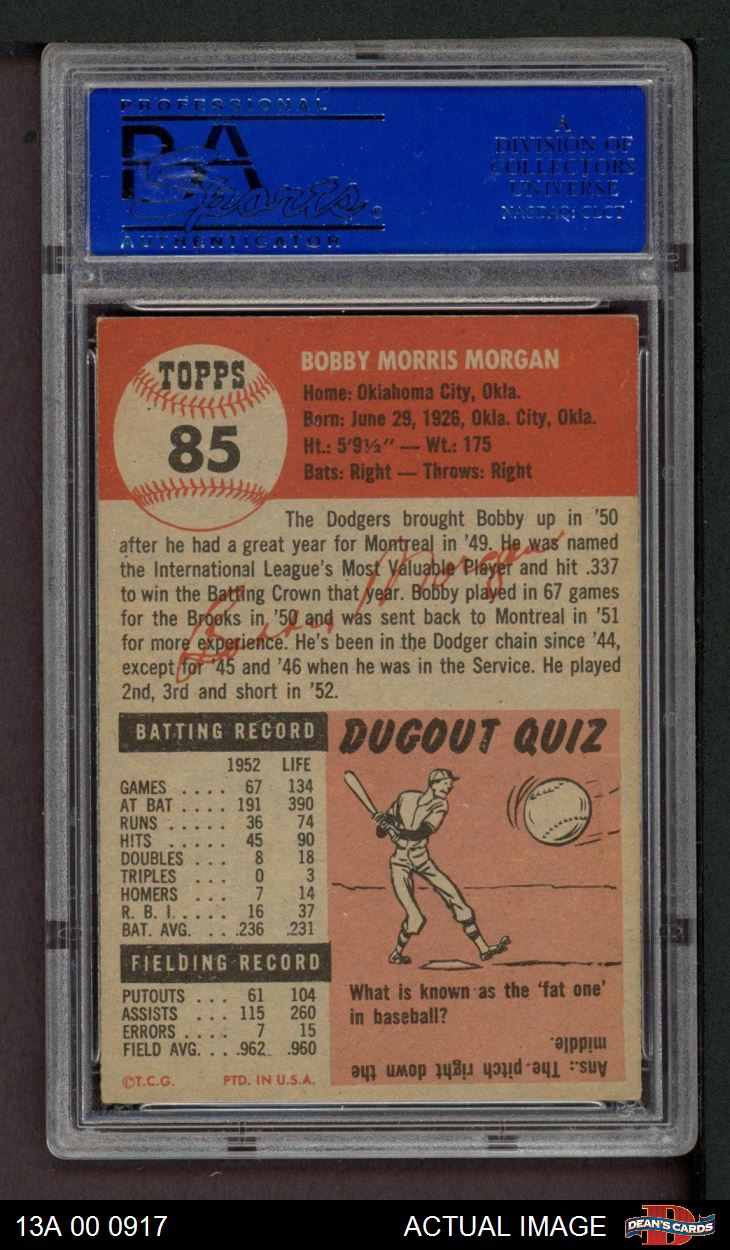 PROFESSIONAL
PSA
Sports
AUTHENTICATOR
A
DIVISION OF
COLLECTORS
UNIVERSE
NASDAQ: CLCT
TOPPS
85
BOBBY MORRIS MORGAN
Home: Oklahoma City, Okla.
Born: June 29, 1926, Okla. City, Okla.
Ht.: 5'9½" — Wt.: 175
Bats: Right — Throws: Right
The Dodgers brought Bobby up in '50
after he had a great year for Montreal in '49. He was named
the International League's Most Valuable Player and hit .337
to win the Batting Crown that year. Bobby played in 67 games
for the Brooks in '50 and was sent back to Montreal in '51
for more experience. He's been in the Dodger chain since '44,
except for '45 and '46 when he was in the Service. He played
2nd, 3rd and short in '52.
Bobby Morgan
BATTING RECORD
1952 LIFE
GAMES .... 67 134
AT BAT .... 191 390
RUNS ..... 36 74
HITS ..... 45 90
DOUBLES ... 8 18
TRIPLES ... 0 3
HOMERS ... 7 14
R. B. I. .... 16 37
BAT. AVG. ... .236 .231
FIELDING RECORD
PUTOUTS ... 61 104
ASSISTS ... 115 260
ERRORS .... 7 15
FIELD AVG. ... .962 .960
©T.C.G. PTD. IN U.S.A.
DUGOUT QUIZ
What is known as the 'fat one'
in baseball?
Ans.: The pitch right down the
middle.
13A 00 0917 ACTUAL IMAGE
DEAN'S CARDS